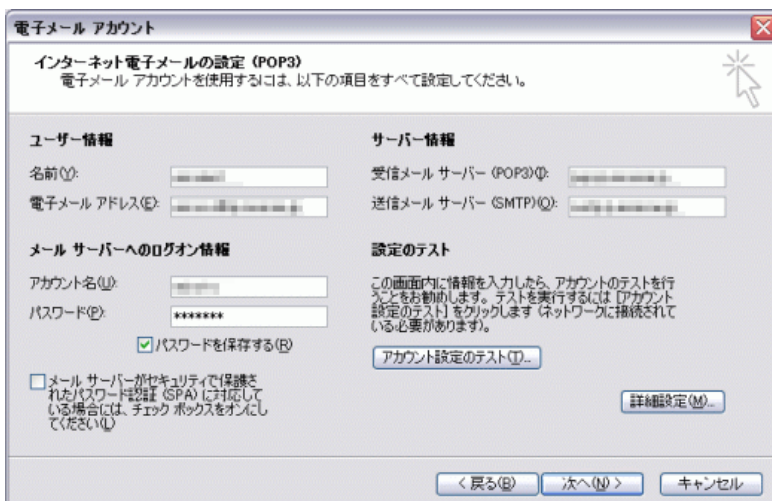 電子メール アカウント
インターネット電子メールの設定 (POP3)
電子メール アカウントを使用するには、以下の項目をすべて設定してください。
ユーザー情報
名前(Y):
電子メール アドレス(E):
メール サーバーへのログオン情報
アカウント名(U):
パスワード(P):
*******
パスワードを保存する(R)
メール サーバーがセキュリティで保護さ
れたパスワード認証 (SPA) に対応して
いる場合には、チェック ボックスをオンにし
てください(L)
サーバー情報
受信メール サーバー (POP3)(I):
送信メール サーバー (SMTP)(O):
設定のテスト
この画面内に情報を入力したら、アカウントのテストを行
うことをお勧めします。テストを実行するには [アカウント
設定のテスト] をクリックします (ネットワークに接続されて
いる必要があります)。
アカウント設定のテスト(T)...
詳細設定(M)...
< 戻る(B)
次へ(N) >
キャンセル